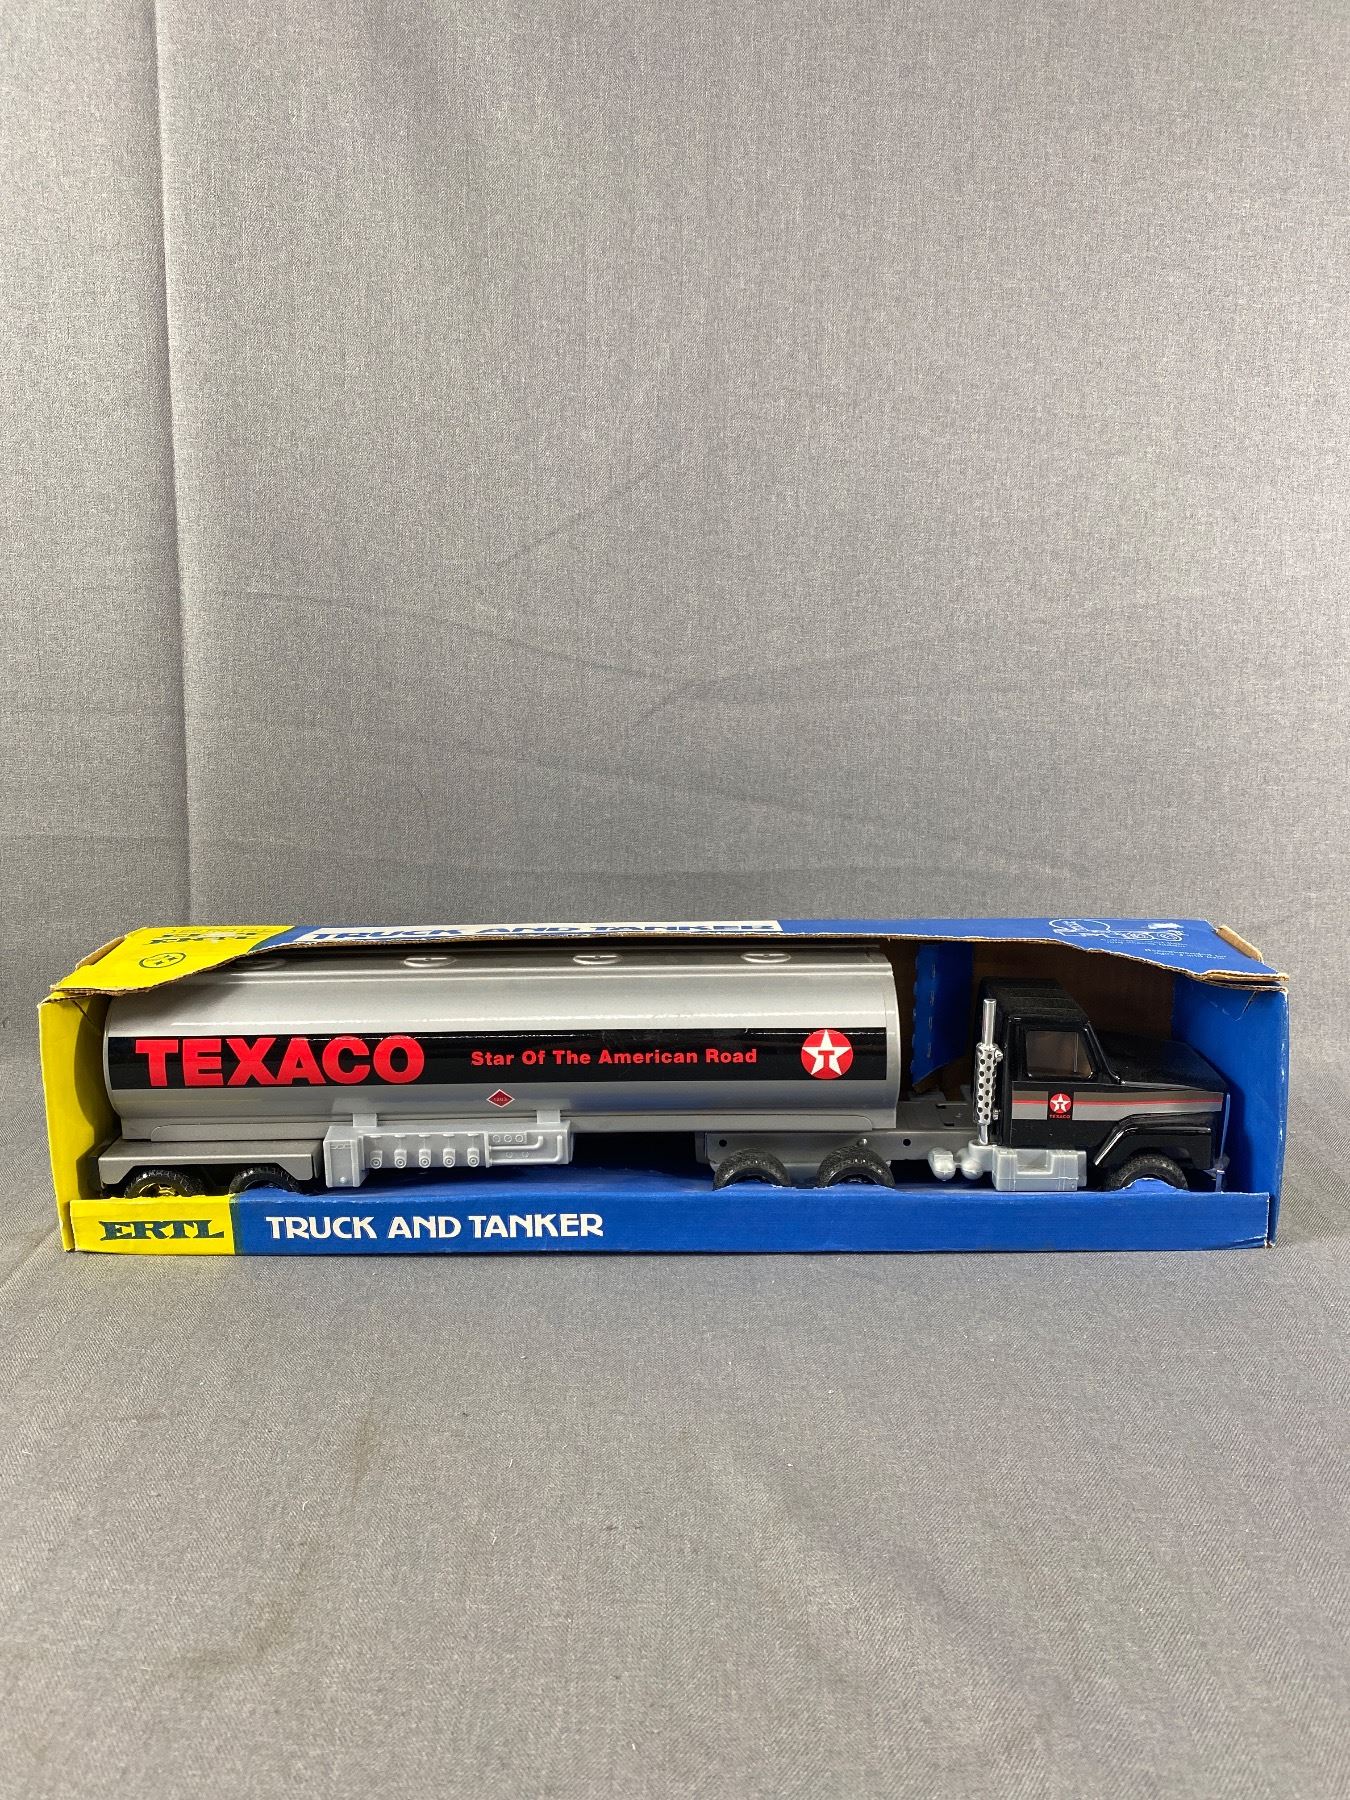 TRUCK AND TANKER
TEXACO
Star Of The American Road
T
TEXACO
ERTL
TRUCK AND TANKER